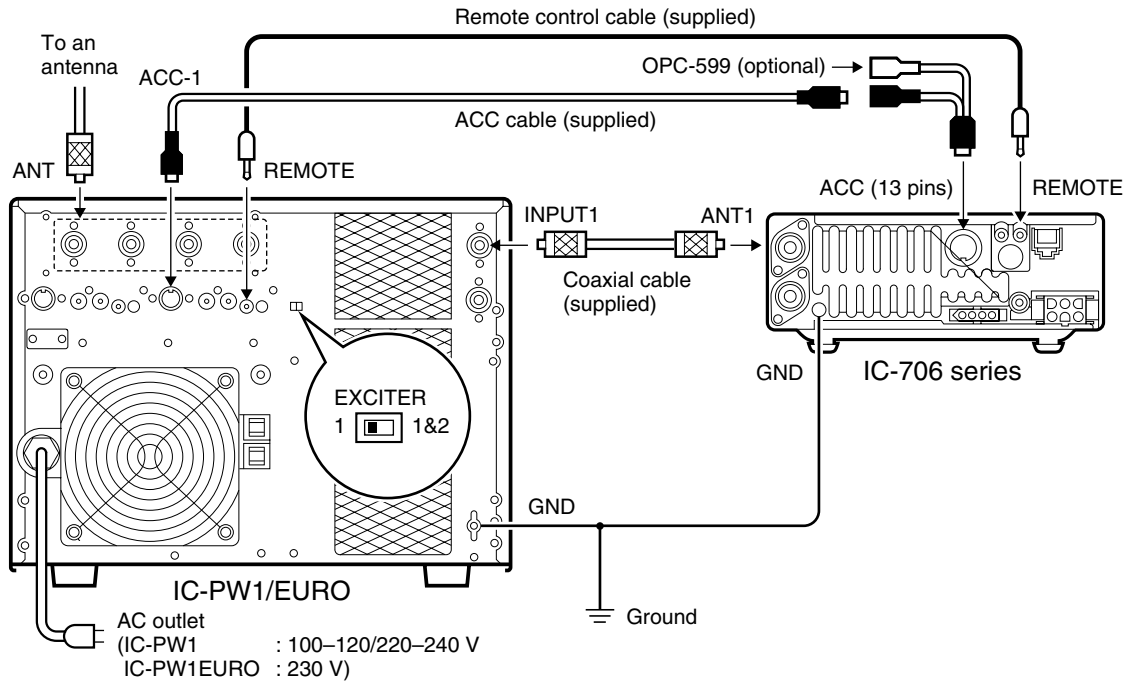 Remote control cable (supplied)
To an
antenna
ACC-1
OPC-599 (optional)
ACC cable (supplied)
ANT
REMOTE
ACC (13 pins)
REMOTE
INPUT1
ANT1
Coaxial cable
(supplied)
GND
IC-706 series
EXCITER
1 1&2
GND
IC-PW1/EURO
Ground
AC outlet
(IC-PW1 : 100–120/220–240 V
IC-PW1EURO : 230 V)